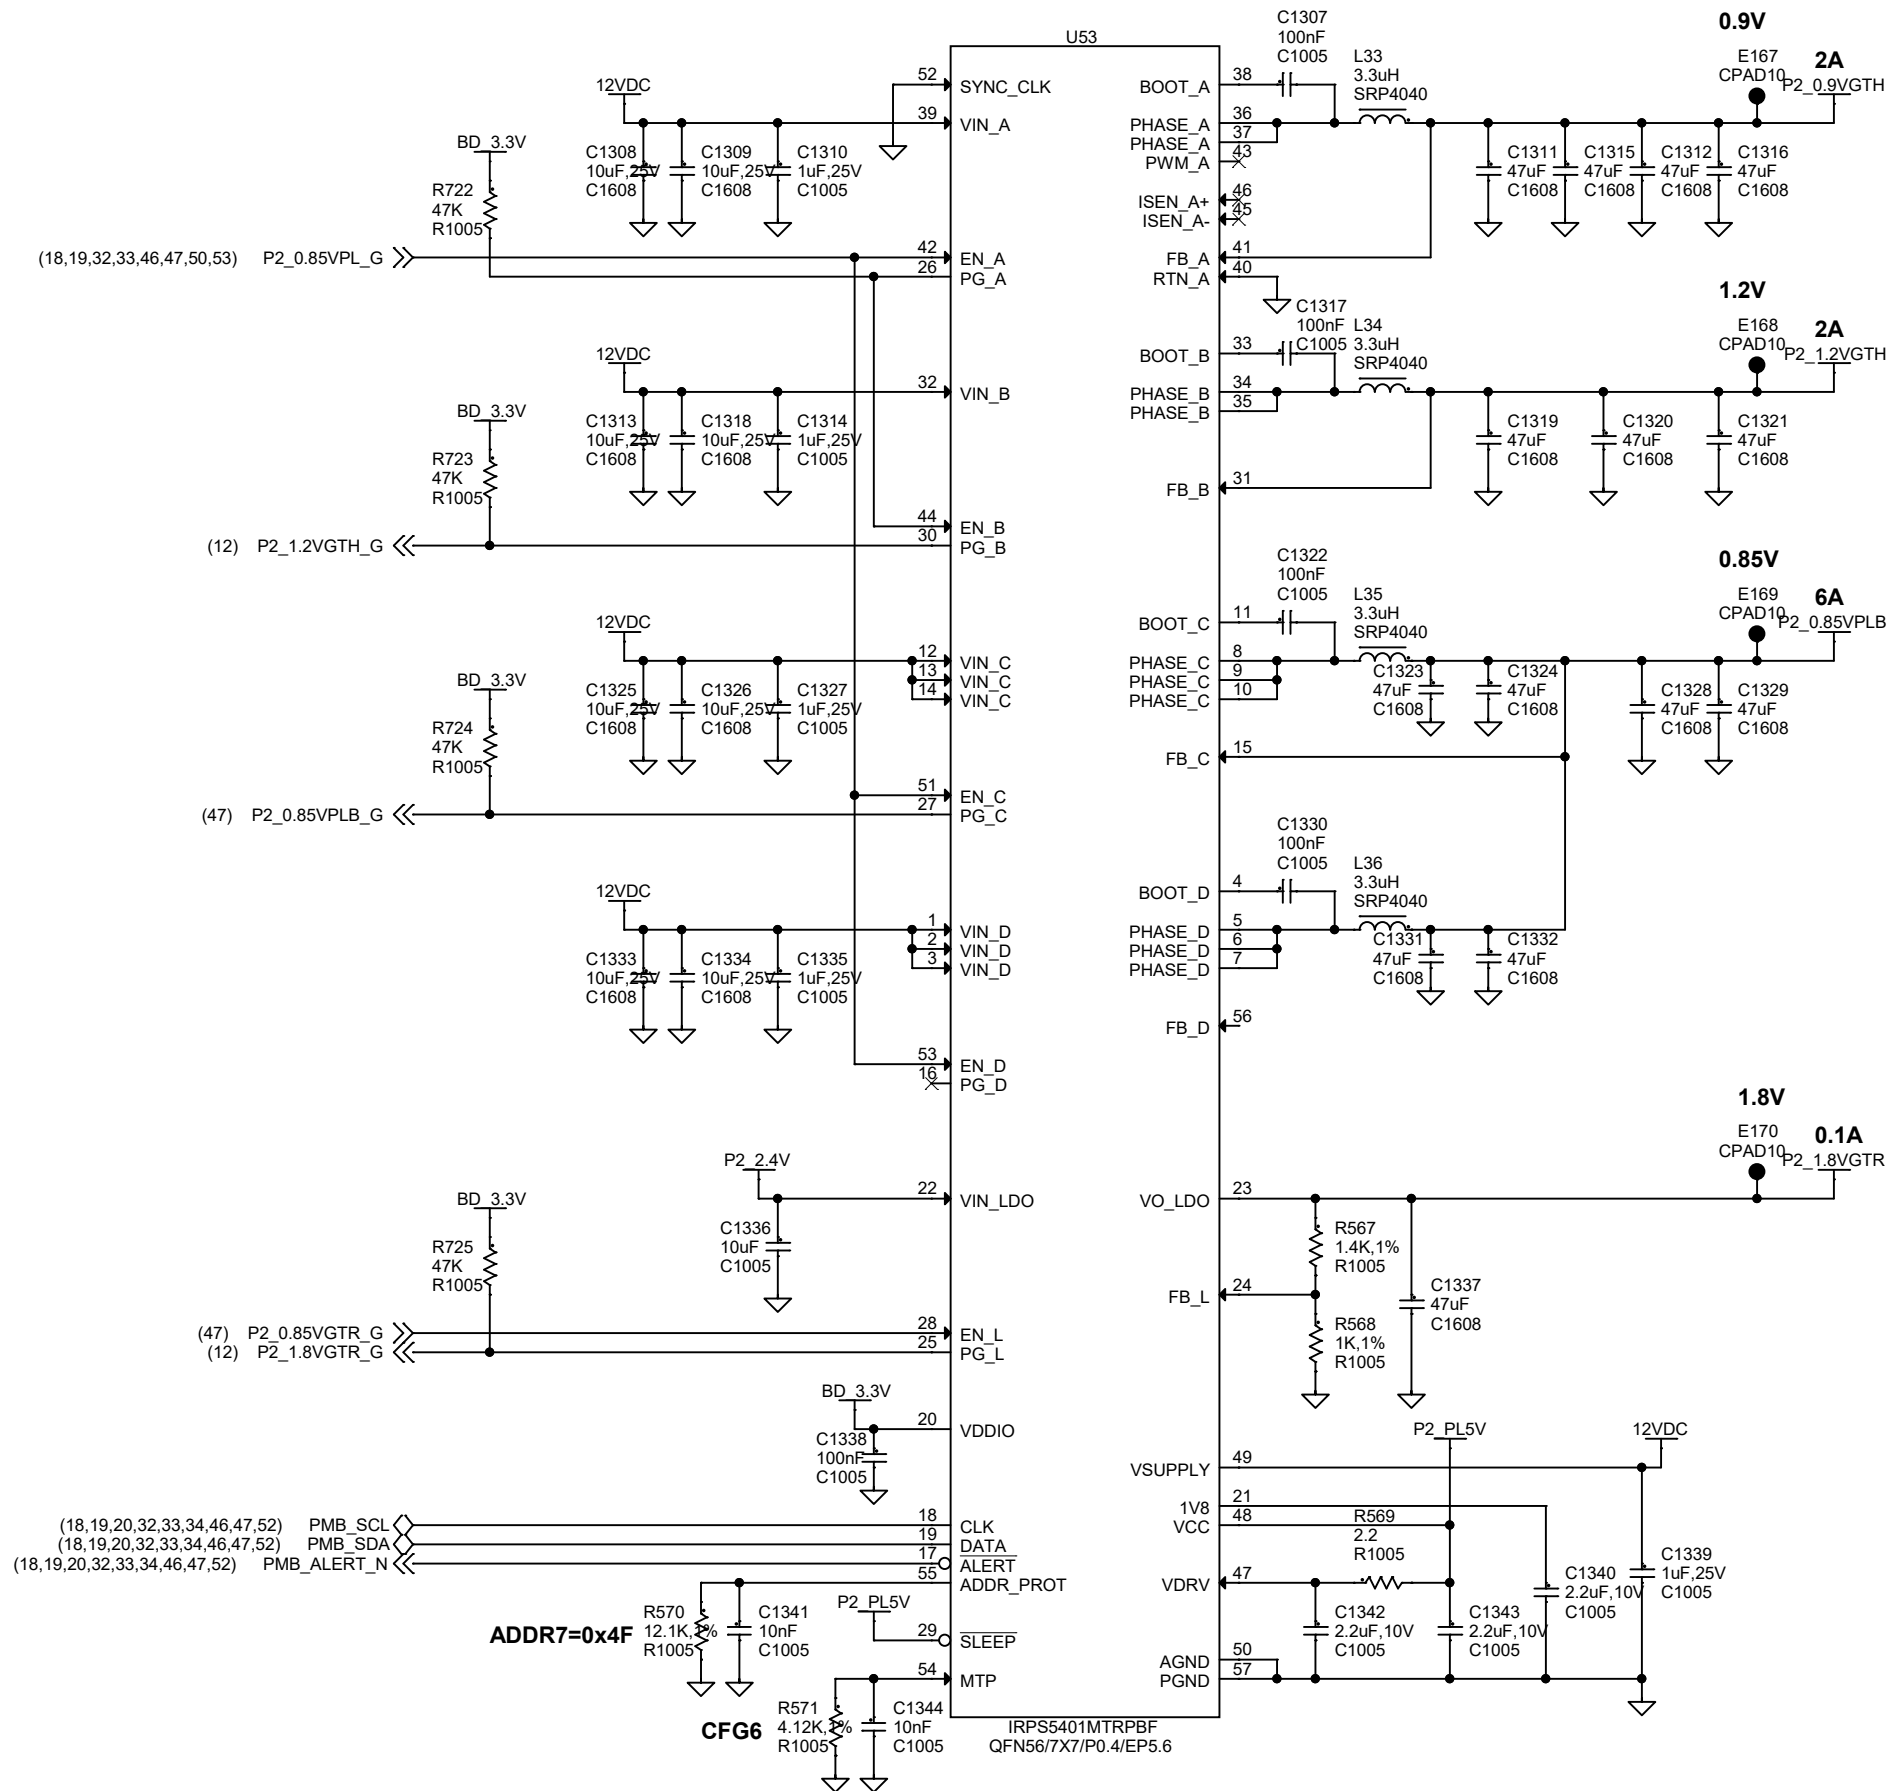 U53
IRPS5401MTRPBF
QFN56/7X7/P0.4/EP5.6
12VDC
52 SYNC_CLK
39 VIN_A
C1308
10uF,25V
C1608
C1309
10uF,25V
C1608
C1310
1uF,25V
C1005
BD_3.3V
R722
47K
R1005
(18,19,32,33,46,47,50,53) P2_0.85VPL_G
42 EN_A
26 PG_A
12VDC
32 VIN_B
C1313
10uF,25V
C1608
C1318
10uF,25V
C1608
C1314
1uF,25V
C1005
BD_3.3V
R723
47K
R1005
44 EN_B
30 PG_B
(12) P2_1.2VGTH_G
12VDC
12 VIN_C
13 VIN_C
14 VIN_C
C1325
10uF,25V
C1608
C1326
10uF,25V
C1608
C1327
1uF,25V
C1005
BD_3.3V
R724
47K
R1005
51 EN_C
27 PG_C
(47) P2_0.85VPLB_G
12VDC
1 VIN_D
2 VIN_D
3 VIN_D
C1333
10uF,25V
C1608
C1334
10uF,25V
C1608
C1335
1uF,25V
C1005
53 EN_D
16 PG_D
P2_2.4V
22 VIN_LDO
C1336
10uF
C1005
BD_3.3V
R725
47K
R1005
(47) P2_0.85VGTR_G
28 EN_L
(12) P2_1.8VGTR_G
25 PG_L
BD_3.3V
20 VDDIO
C1338
100nF
C1005
(18,19,20,32,33,34,46,47,52) PMB_SCL
18 CLK
(18,19,20,32,33,34,46,47,52) PMB_SDA
19 DATA
(18,19,20,32,33,34,46,47,52) PMB_ALERT_N
17 ALERT
55 ADDR_PROT
ADDR7=0x4F
R570
12.1K,1%
R1005
C1341
10nF
C1005
P2_PL5V
29 SLEEP
54 MTP
CFG6
R571
4.12K,1%
R1005
C1344
10nF
C1005
C1307
100nF
C1005
L33
3.3uH
SRP4040
BOOT_A 38
PHASE_A 36
PHASE_A 37
PWM_A 43
ISEN_A+ 46
ISEN_A- 45
FB_A 41
RTN_A 40
0.9V
E167
CPAD10
2A
P2_0.9VGTH
C1311
47uF
C1608
C1315
47uF
C1608
C1312
47uF
C1608
C1316
47uF
C1608
C1317
100nF
C1005
L34
3.3uH
SRP4040
BOOT_B 33
PHASE_B 34
PHASE_B 35
FB_B 31
1.2V
E168
CPAD10
2A
P2_1.2VGTH
C1319
47uF
C1608
C1320
47uF
C1608
C1321
47uF
C1608
C1322
100nF
C1005
L35
3.3uH
SRP4040
BOOT_C 11
PHASE_C 8
PHASE_C 9
PHASE_C 10
FB_C 15
0.85V
E169
CPAD10
6A
P2_0.85VPLB
C1323
47uF
C1608
C1324
47uF
C1608
C1328
47uF
C1608
C1329
47uF
C1608
C1330
100nF
C1005
L36
3.3uH
SRP4040
BOOT_D 4
PHASE_D 5
PHASE_D 6
PHASE_D 7
FB_D 56
C1331
47uF
C1608
C1332
47uF
C1608
1.8V
E170
CPAD10
0.1A
P2_1.8VGTR
VO_LDO 23
R567
1.4K,1%
R1005
FB_L 24
R568
1K,1%
R1005
C1337
47uF
C1608
P2_PL5V
12VDC
VSUPPLY 49
1V8 21
VCC 48
R569
2.2
R1005
VDRV 47
C1342
2.2uF,10V
C1005
C1343
2.2uF,10V
C1005
C1340
2.2uF,10V
C1005
C1339
1uF,25V
C1005
AGND 50
PGND 57